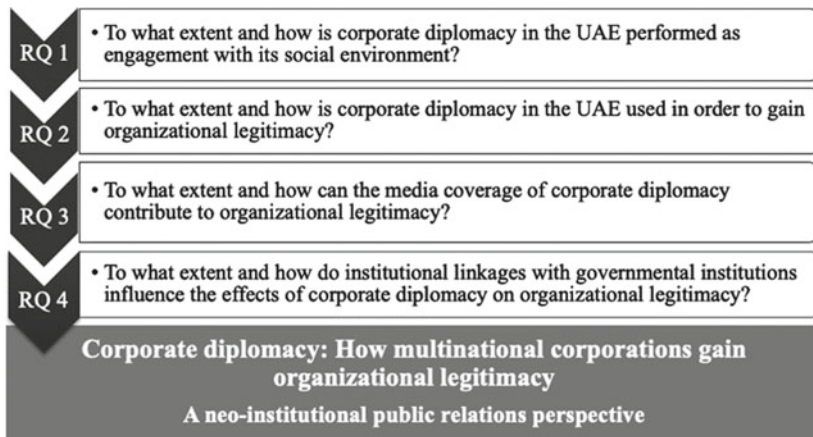 RQ 1
• To what extent and how is corporate diplomacy in the UAE performed as
engagement with its social environment?
RQ 2
• To what extent and how is corporate diplomacy in the UAE used in order to gain
organizational legitimacy?
RQ 3
• To what extent and how can the media coverage of corporate diplomacy
contribute to organizational legitimacy?
RQ 4
• To what extent and how do institutional linkages with governmental institutions
influence the effects of corporate diplomacy on organizational legitimacy?
Corporate diplomacy: How multinational corporations gain
organizational legitimacy
A neo-institutional public relations perspective